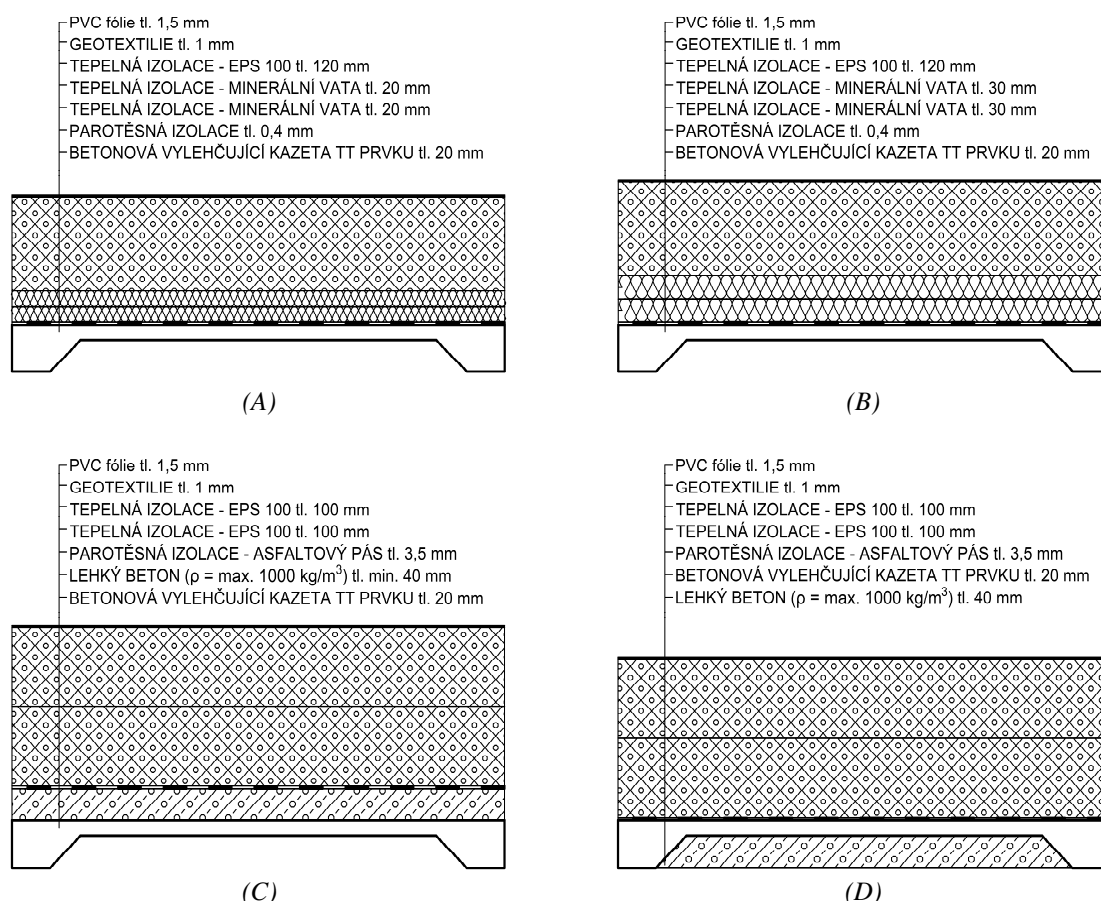 PVC fólie tl. 1,5 mm
GEOTEXTILIE tl. 1 mm
TEPELNÁ IZOLACE - EPS 100 tl. 120 mm
TEPELNÁ IZOLACE - MINERÁLNÍ VATA tl. 20 mm
TEPELNÁ IZOLACE - MINERÁLNÍ VATA tl. 20 mm
PAROTĚSNÁ IZOLACE tl. 0,4 mm
BETONOVÁ VYLEHČUJÍCÍ KAZETA TT PRVKU tl. 20 mm
(A)
PVC fólie tl. 1,5 mm
GEOTEXTILIE tl. 1 mm
TEPELNÁ IZOLACE - EPS 100 tl. 120 mm
TEPELNÁ IZOLACE - MINERÁLNÍ VATA tl. 30 mm
TEPELNÁ IZOLACE - MINERÁLNÍ VATA tl. 30 mm
PAROTĚSNÁ IZOLACE tl. 0,4 mm
BETONOVÁ VYLEHČUJÍCÍ KAZETA TT PRVKU tl. 20 mm
(B)
PVC fólie tl. 1,5 mm
GEOTEXTILIE tl. 1 mm
TEPELNÁ IZOLACE - EPS 100 tl. 100 mm
TEPELNÁ IZOLACE - EPS 100 tl. 100 mm
PAROTĚSNÁ IZOLACE - ASFALTOVÝ PÁS tl. 3,5 mm
LEHKÝ BETON (ρ = max. 1000 kg/m³) tl. min. 40 mm
BETONOVÁ VYLEHČUJÍCÍ KAZETA TT PRVKU tl. 20 mm
(C)
PVC fólie tl. 1,5 mm
GEOTEXTILIE tl. 1 mm
TEPELNÁ IZOLACE - EPS 100 tl. 100 mm
TEPELNÁ IZOLACE - EPS 100 tl. 100 mm
PAROTĚSNÁ IZOLACE - ASFALTOVÝ PÁS tl. 3,5 mm
BETONOVÁ VYLEHČUJÍCÍ KAZETA TT PRVKU tl. 20 mm
LEHKÝ BETON (ρ = max. 1000 kg/m³) tl. 40 mm
(D)